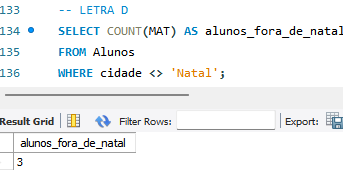 133 -- LETRA D
134 SELECT COUNT(MAT) AS alunos_fora_de_natal
135 FROM Alunos
136 WHERE cidade <> 'Natal';
Result Grid Filter Rows: Export:
alunos_fora_de_natal
3